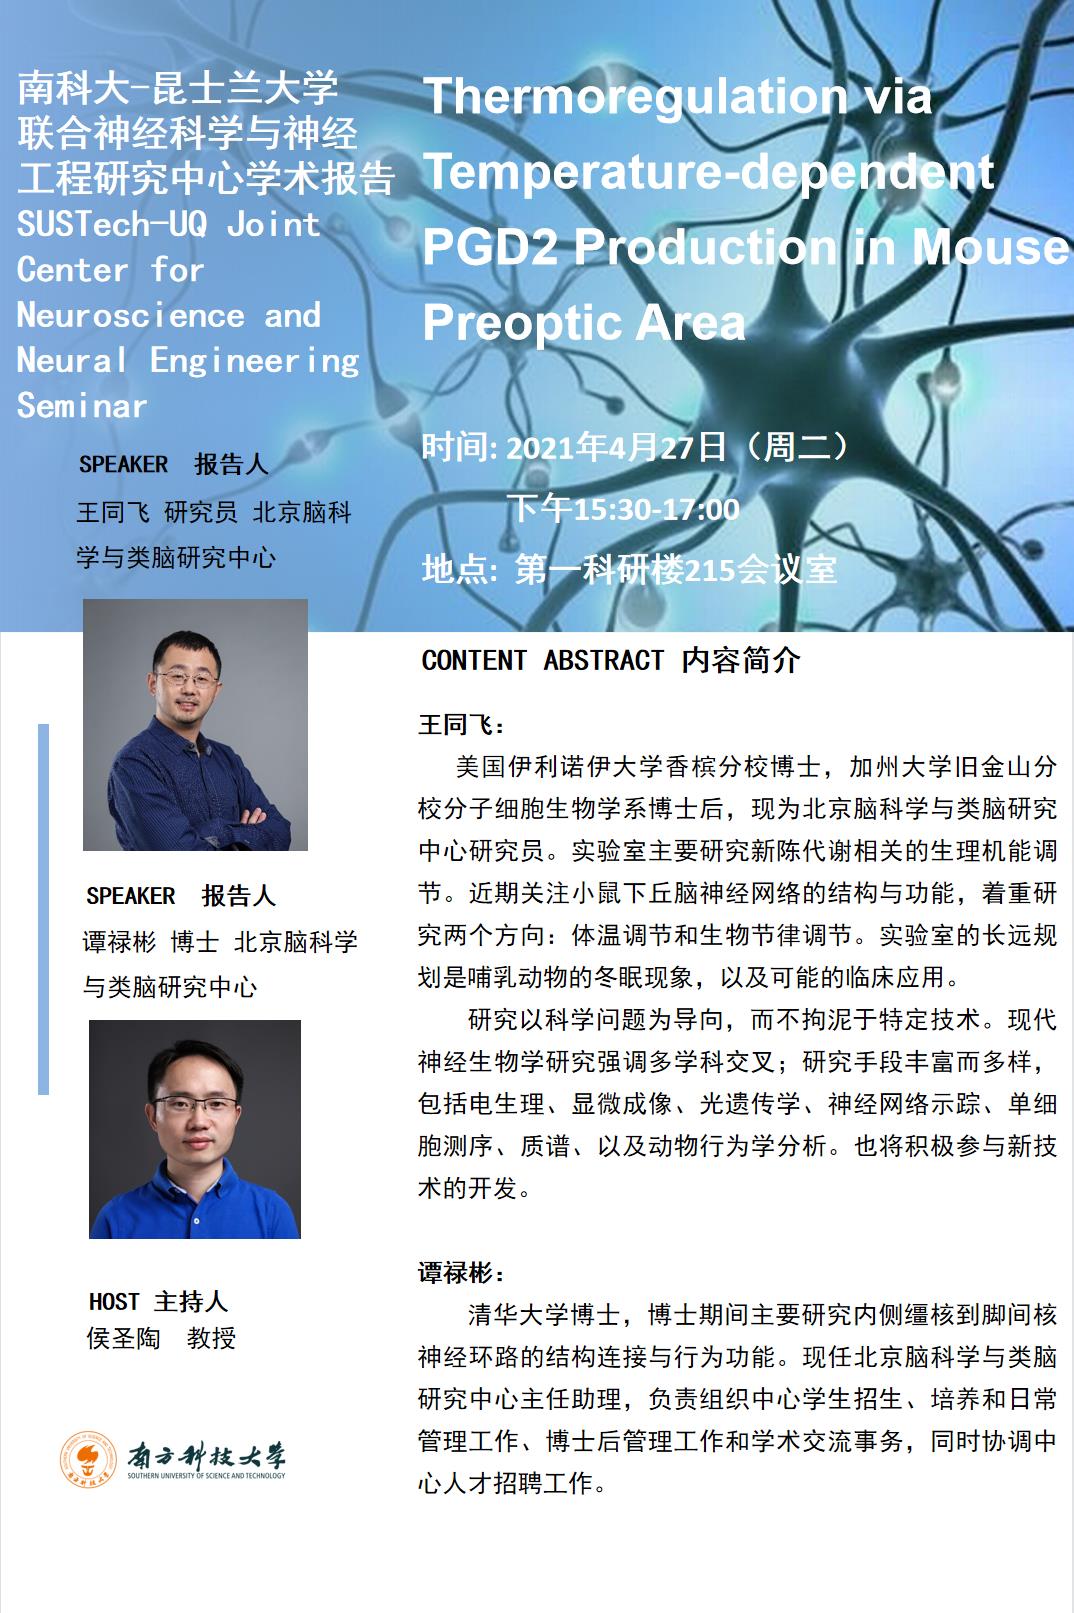 南科大-昆士兰大学
联合神经科学与神经
工程研究中心学术报告
SUSTech-UQ Joint
Center for
Neuroscience and
Neural Engineering
Seminar
Thermoregulation via
Temperature-dependent
PGD2 Production in Mouse
Preoptic Area
时间: 2021年4月27日（周二）
下午15:30-17:00
地点: 第一科研楼215会议室
SPEAKER 报告人
王同飞 研究员 北京脑科
学与类脑研究中心
SPEAKER 报告人
谭禄彬 博士 北京脑科学
与类脑研究中心
HOST 主持人
侯圣陶 教授
南方科技大学
SOUTHERN UNIVERSITY OF SCIENCE AND TECHNOLOGY
CONTENT ABSTRACT 内容简介
王同飞：
美国伊利诺伊大学香槟分校博士，加州大学旧金山分
校分子细胞生物学系博士后，现为北京脑科学与类脑研究
中心研究员。实验室主要研究新陈代谢相关的生理机能调
节。近期关注小鼠下丘脑神经网络的结构与功能，着重研
究两个方向：体温调节和生物节律调节。实验室的长远规
划是哺乳动物的冬眠现象，以及可能的临床应用。
研究以科学问题为导向，而不拘泥于特定技术。现代
神经生物学研究强调多学科交叉；研究手段丰富而多样，
包括电生理、显微成像、光遗传学、神经网络示踪、单细
胞测序、质谱、以及动物行为学分析。也将积极参与新技
术的开发。
谭禄彬：
清华大学博士，博士期间主要研究内侧缰核到脚间核
神经环路的结构连接与行为功能。现任北京脑科学与类脑
研究中心主任助理，负责组织中心学生招生、培养和日常
管理工作、博士后管理工作和学术交流事务，同时协调中
心人才招聘工作。